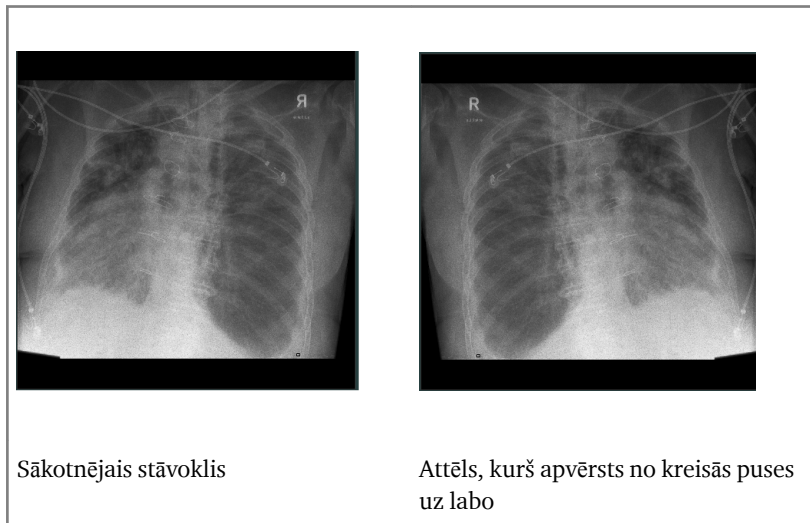 R
R
Sākotnējais stāvoklis
Attēls, kurš apvērsts no kreisās puses
uz labo